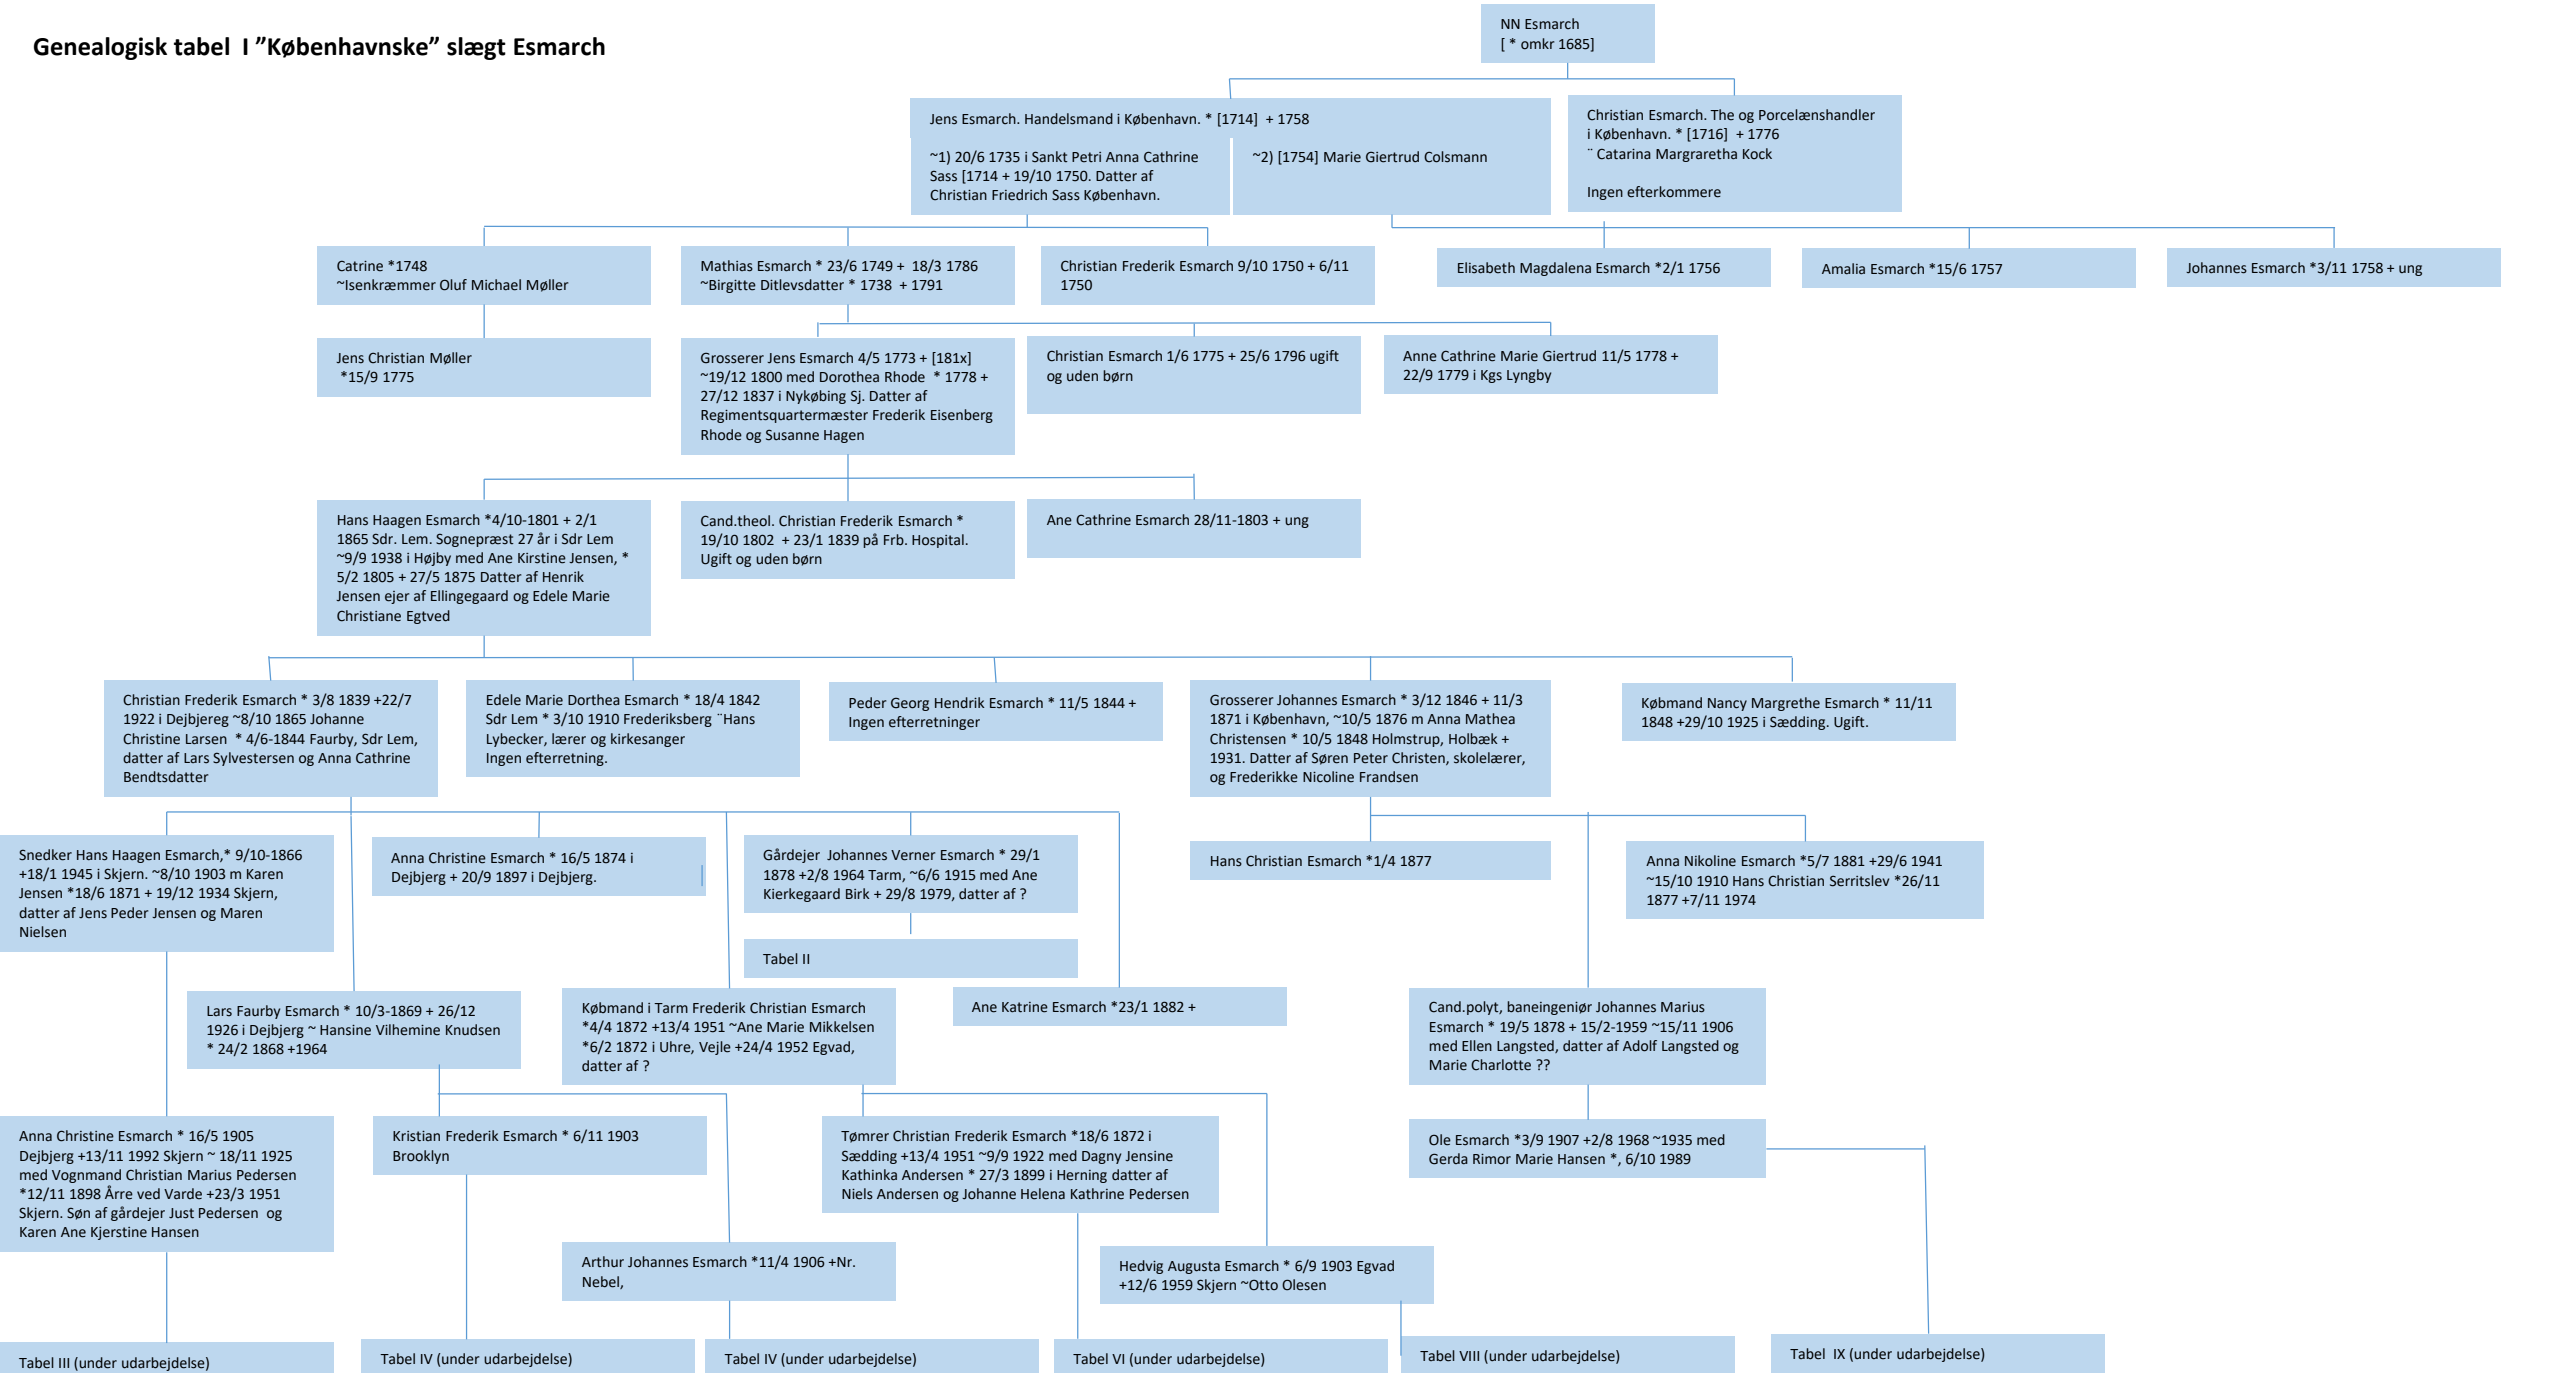 Genealogisk tabel  I ”Københavnske” slægt Esmarch
NN Esmarch
[ * omkr 1685]
Jens Esmarch. Handelsmand i København. * [1714]  + 1758
~1) 20/6 1735 i Sankt Petri Anna Cathrine
Sass [1714 + 19/10 1750. Datter af
Christian Friedrich Sass København.
~2) [1754] Marie Giertrud Colsmann
Christian Esmarch. The og Porcelænshandler
i København. * [1716]  + 1776
¨ Catarina Margraretha Kock
Ingen efterkommere
Catrine *1748
~Isenkræmmer Oluf Michael Møller
Mathias Esmarch * 23/6 1749 +  18/3 1786
~Birgitte Ditlevsdatter * 1738  + 1791
Christian Frederik Esmarch 9/10 1750 + 6/11
1750
Elisabeth Magdalena Esmarch *2/1 1756
Amalia Esmarch *15/6 1757
Johannes Esmarch *3/11 1758 + ung
Jens Christian Møller
*15/9 1775
Grosserer Jens Esmarch 4/5 1773 + [181x]
~19/12 1800 med Dorothea Rhode  * 1778 +
27/12 1837 i Nykøbing Sj. Datter af
Regimentsquartermæster Frederik Eisenberg
Rhode og Susanne Hagen
Christian Esmarch 1/6 1775 + 25/6 1796 ugift
og uden børn
Anne Cathrine Marie Giertrud 11/5 1778 +
22/9 1779 i Kgs Lyngby
Hans Haagen Esmarch *4/10-1801 + 2/1
1865 Sdr. Lem. Sognepræst 27 år i Sdr Lem
~9/9 1938 i Højby med Ane Kirstine Jensen, *
5/2 1805 + 27/5 1875 Datter af Henrik
Jensen ejer af Ellingegaard og Edele Marie
Christiane Egtved
Cand.theol. Christian Frederik Esmarch *
19/10 1802  + 23/1 1839 på Frb. Hospital.
Ugift og uden børn
Ane Cathrine Esmarch 28/11-1803 + ung
Christian Frederik Esmarch * 3/8 1839 +22/7
1922 i Dejbjereg ~8/10 1865 Johanne
Christine Larsen  * 4/6-1844 Faurby, Sdr Lem,
datter af Lars Sylvestersen og Anna Cathrine
Bendtsdatter
Edele Marie Dorthea Esmarch * 18/4 1842
Sdr Lem * 3/10 1910 Frederiksberg ¨Hans
Lybecker, lærer og kirkesanger
Ingen efterretning.
Peder Georg Hendrik Esmarch * 11/5 1844 +
Ingen efterretninger
Grosserer Johannes Esmarch * 3/12 1846 + 11/3
1871 i København, ~10/5 1876 m Anna Mathea
Christensen * 10/5 1848 Holmstrup, Holbæk +
1931. Datter af Søren Peter Christen, skolelærer,
og Frederikke Nicoline Frandsen
Købmand Nancy Margrethe Esmarch * 11/11
1848 +29/10 1925 i Sædding. Ugift.
Snedker Hans Haagen Esmarch,* 9/10-1866
+18/1 1945 i Skjern. ~8/10 1903 m Karen
Jensen *18/6 1871 + 19/12 1934 Skjern,
datter af Jens Peder Jensen og Maren
Nielsen
Anna Christine Esmarch * 16/5 1874 i
Dejbjerg + 20/9 1897 i Dejbjerg.
Gårdejer  Johannes Verner Esmarch * 29/1
1878 +2/8 1964 Tarm, ~6/6 1915 med Ane
Kierkegaard Birk + 29/8 1979, datter af ?
Hans Christian Esmarch *1/4 1877
Anna Nikoline Esmarch *5/7 1881 +29/6 1941
~15/10 1910 Hans Christian Serritslev *26/11
1877 +7/11 1974
Tabel II
Lars Faurby Esmarch * 10/3-1869 + 26/12
1926 i Dejbjerg ~ Hansine Vilhemine Knudsen
* 24/2 1868 +1964
Købmand i Tarm Frederik Christian Esmarch
*4/4 1872 +13/4 1951 ~Ane Marie Mikkelsen
*6/2 1872 i Uhre, Vejle +24/4 1952 Egvad,
datter af ?
Ane Katrine Esmarch *23/1 1882 +
Cand.polyt, baneingeniør Johannes Marius
Esmarch * 19/5 1878 + 15/2-1959 ~15/11 1906
med Ellen Langsted, datter af Adolf Langsted og
Marie Charlotte ??
Anna Christine Esmarch * 16/5 1905
Dejbjerg +13/11 1992 Skjern ~ 18/11 1925
med Vognmand Christian Marius Pedersen
*12/11 1898 Årre ved Varde +23/3 1951
Skjern. Søn af gårdejer Just Pedersen  og
Karen Ane Kjerstine Hansen
Kristian Frederik Esmarch * 6/11 1903
Brooklyn
Tømrer Christian Frederik Esmarch *18/6 1872 i
Sædding +13/4 1951 ~9/9 1922 med Dagny Jensine
Kathinka Andersen * 27/3 1899 i Herning datter af
Niels Andersen og Johanne Helena Kathrine Pedersen
Ole Esmarch *3/9 1907 +2/8 1968 ~1935 med
Gerda Rimor Marie Hansen *, 6/10 1989
Arthur Johannes Esmarch *11/4 1906 +Nr.
Nebel,
Hedvig Augusta Esmarch * 6/9 1903 Egvad
+12/6 1959 Skjern ~Otto Olesen
Tabel III (under udarbejdelse)
Tabel IV (under udarbejdelse)
Tabel IV (under udarbejdelse)
Tabel VI (under udarbejdelse)
Tabel VIII (under udarbejdelse)
Tabel  IX (under udarbejdelse)